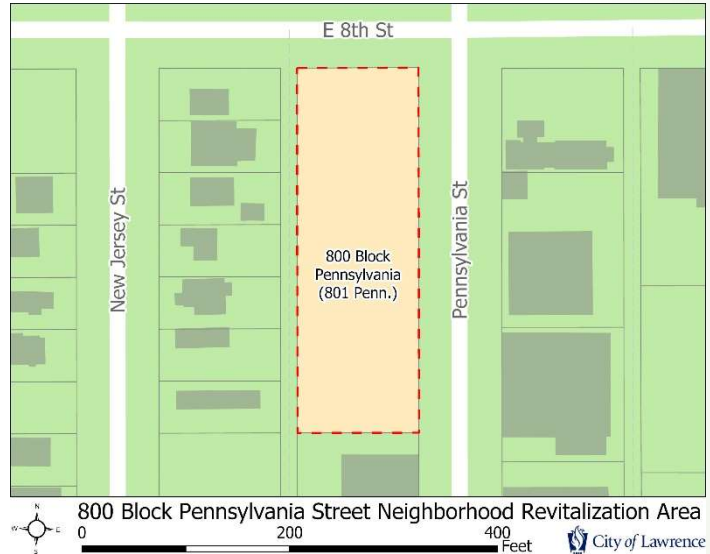 E 8th St
New Jersey St
800 Block
Pennsylvania
(801 Penn.)
Pennsylvania St
800 Block Pennsylvania Street Neighborhood Revitalization Area
N
W
E
S
0
200
400
Feet
City of Lawrence